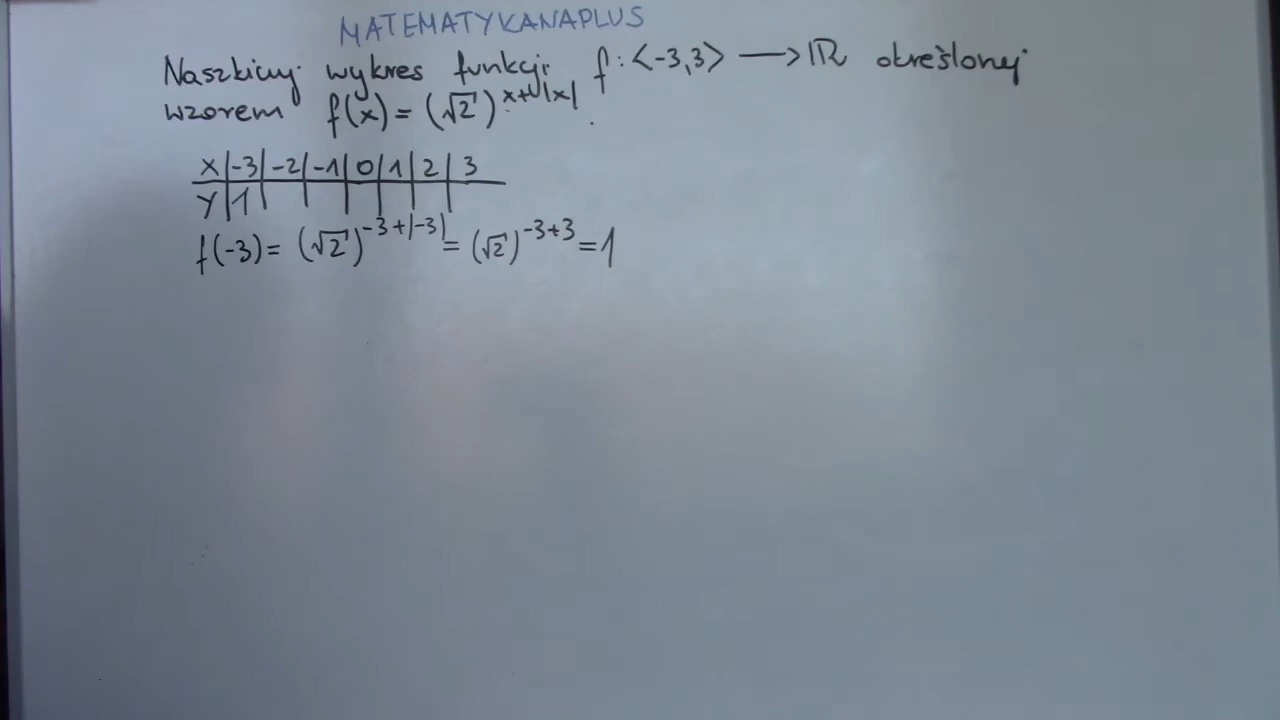 MATEMATYKANAPLUS
Naszkicuj wykres funkcji f:<-3,3> → ℝ określonej
wzorem f(x) = (√2)^{x+|x|}.
X | -3 | -2 | -1 | 0 | 1 | 2 | 3
Y | 1
f(-3) = (√2)^{-3+|-3|} = (√2)^{-3+3} = 1